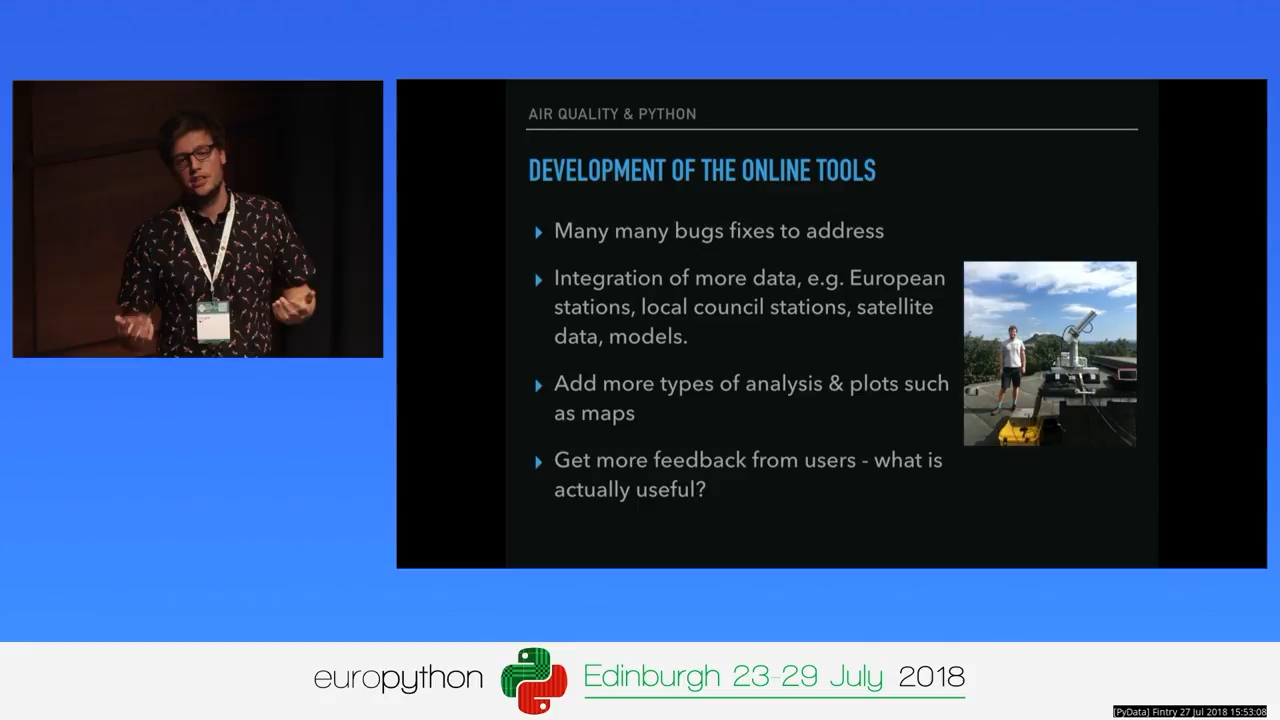 AIR QUALITY & PYTHON
DEVELOPMENT OF THE ONLINE TOOLS
Many many bugs fixes to address
Integration of more data, e.g. European
stations, local council stations, satellite
data, models.
Add more types of analysis & plots such
as maps
Get more feedback from users - what is
actually useful?
europython
Edinburgh 23-29 July 2018
[PyData] Fintry 27 Jul 2018 15:53:08